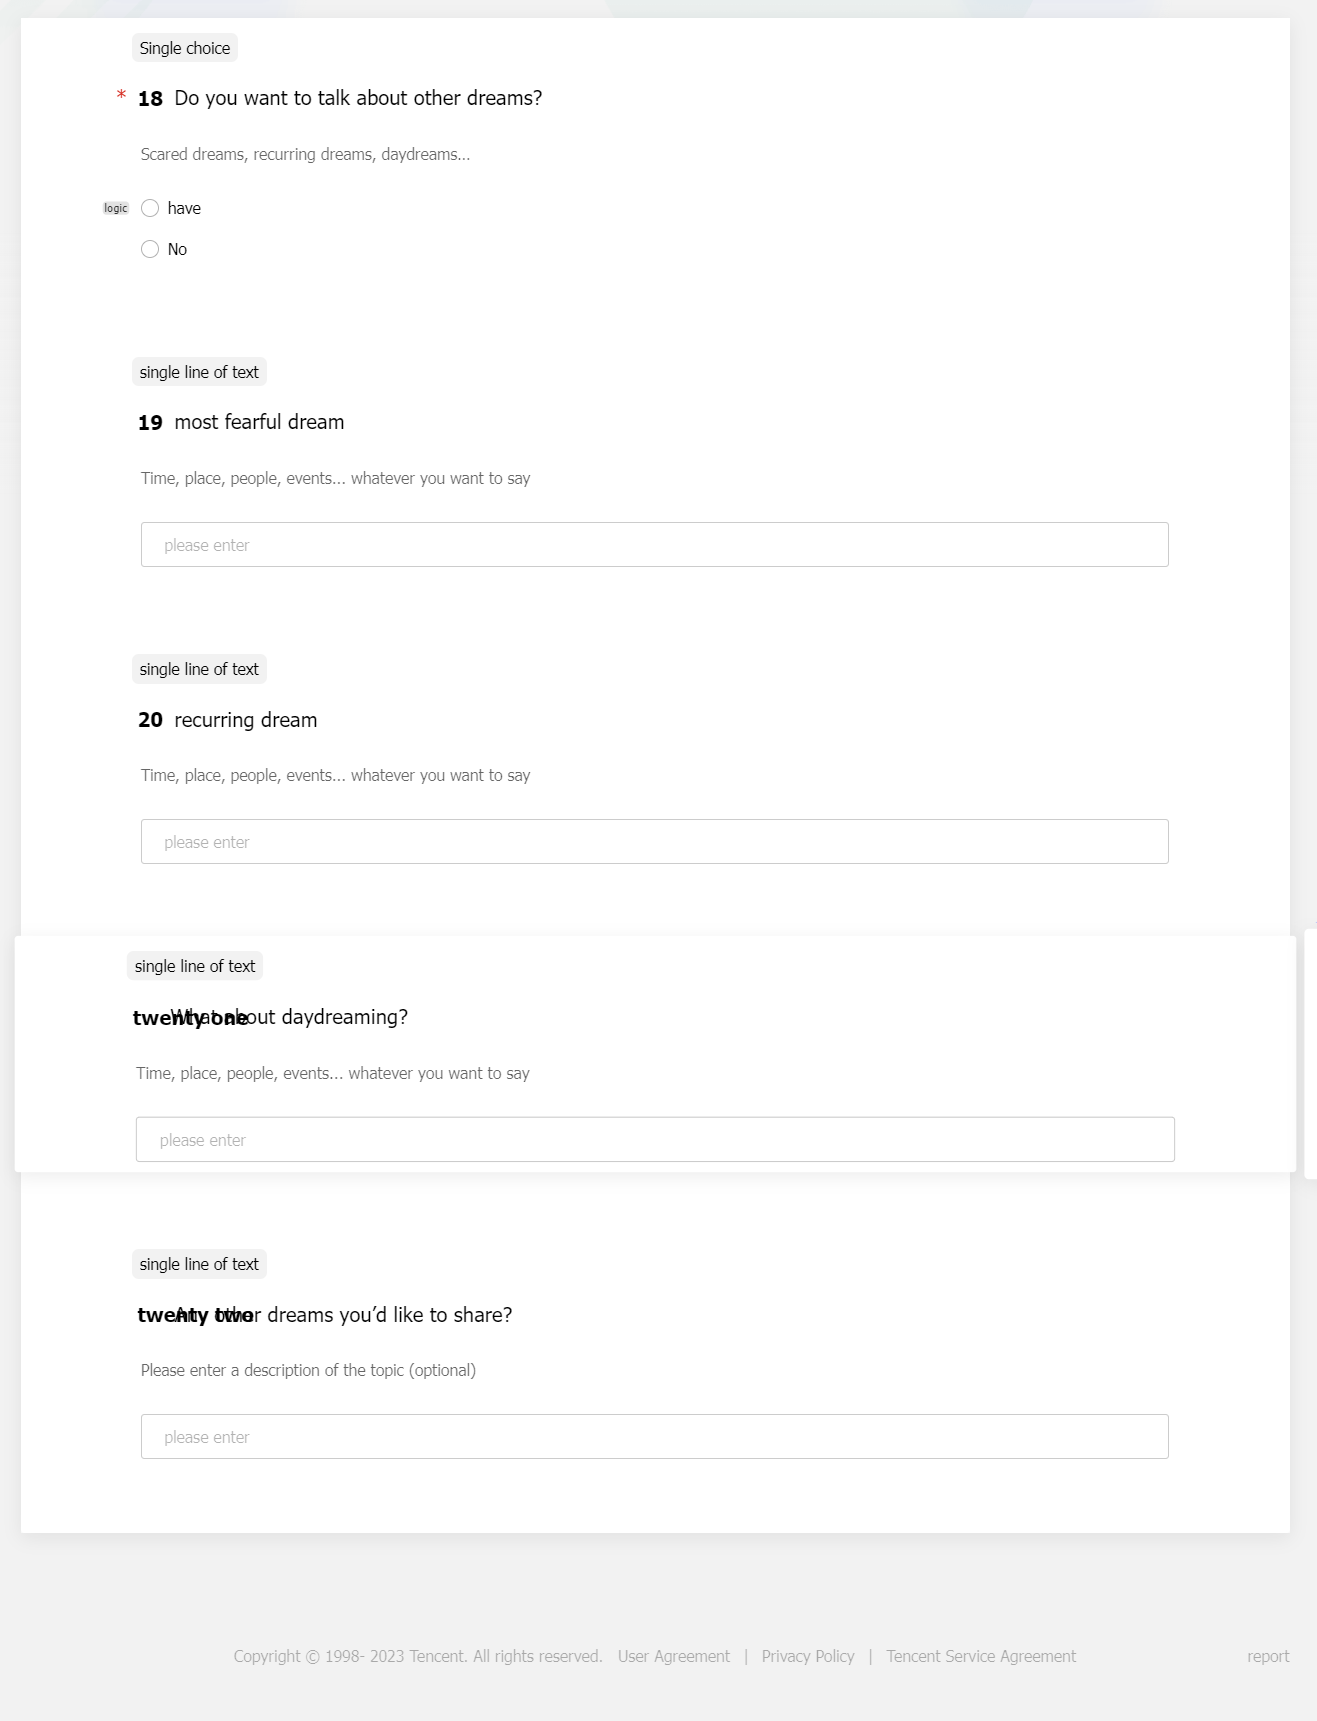 Single choice
* 18 Do you want to talk about other dreams?
Scared dreams, recurring dreams, daydreams...
logic have
No
single line of text
19 most fearful dream
Time, place, people, events... whatever you want to say
please enter
single line of text
20 recurring dream
Time, place, people, events... whatever you want to say
please enter
single line of text
twenty one What about daydreaming?
Time, place, people, events... whatever you want to say
please enter
single line of text
twenty two Any other dreams you’d like to share?
Please enter a description of the topic (optional)
please enter
Copyright © 1998- 2023 Tencent. All rights reserved. User Agreement | Privacy Policy | Tencent Service Agreement report